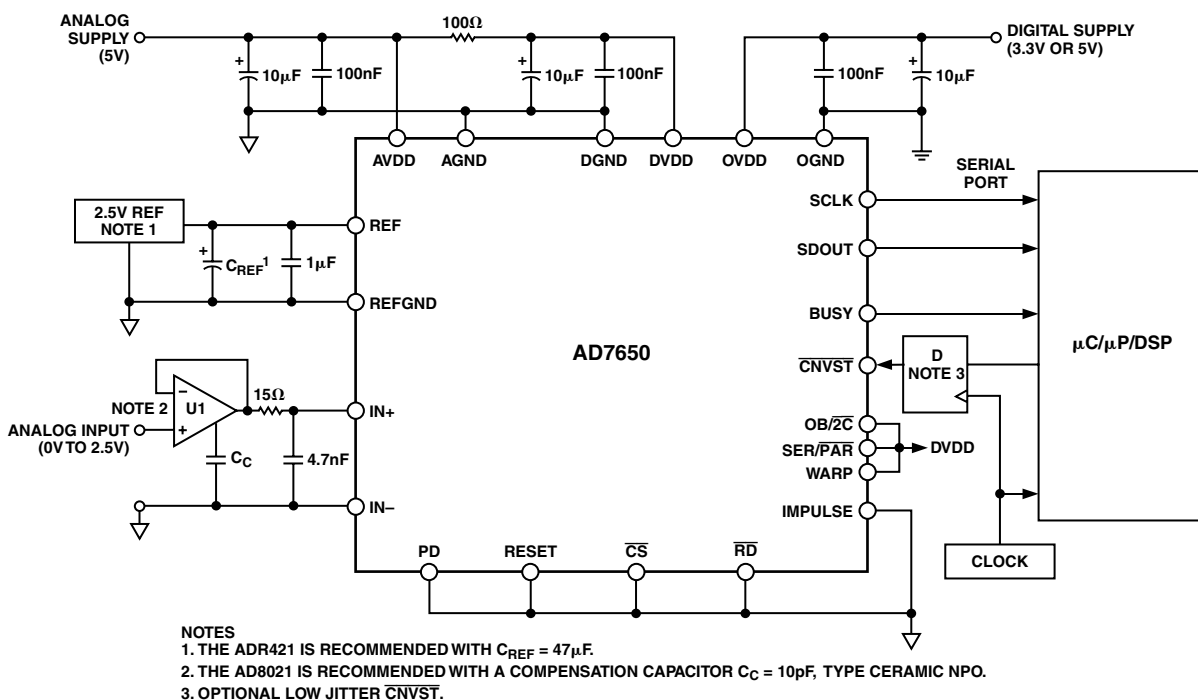 ANALOG
SUPPLY
(5V)
100Ω
DIGITAL SUPPLY
(3.3V OR 5V)
+
10μF
100nF
+
10μF
100nF
100nF
+
10μF
AVDD
AGND
DGND
DVDD
OVDD
OGND
SERIAL
PORT
2.5V REF
NOTE 1
REF
SCLK
+
CREF1
1μF
SDOUT
REFGND
BUSY
AD7650
μC/μP/DSP
CNVST
D
NOTE 3
–
NOTE 2
U1
15Ω
IN+
+
ANALOG INPUT
(0V TO 2.5V)
OB/2C
SER/PAR
DVDD
WARP
CC
4.7nF
IN–
IMPULSE
PD
RESET
CS
RD
CLOCK
NOTES
1. THE ADR421 IS RECOMMENDED WITH CREF = 47μF.
2. THE AD8021 IS RECOMMENDED WITH A COMPENSATION CAPACITOR CC = 10pF, TYPE CERAMIC NPO.
3. OPTIONAL LOW JITTER CNVST.